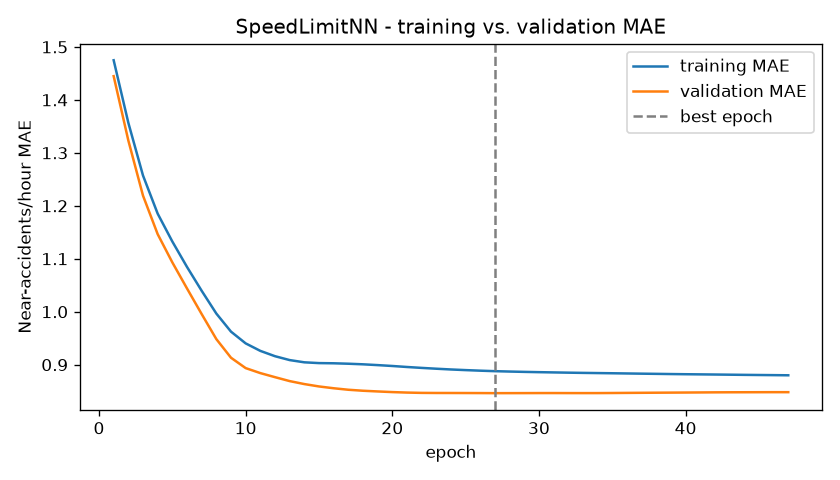 SpeedLimitNN - training vs. validation MAE
training MAE
validation MAE
best epoch
Near-accidents/hour MAE
1.5
1.4
1.3
1.2
1.1
1.0
0.9
0 10 20 30 40
epoch